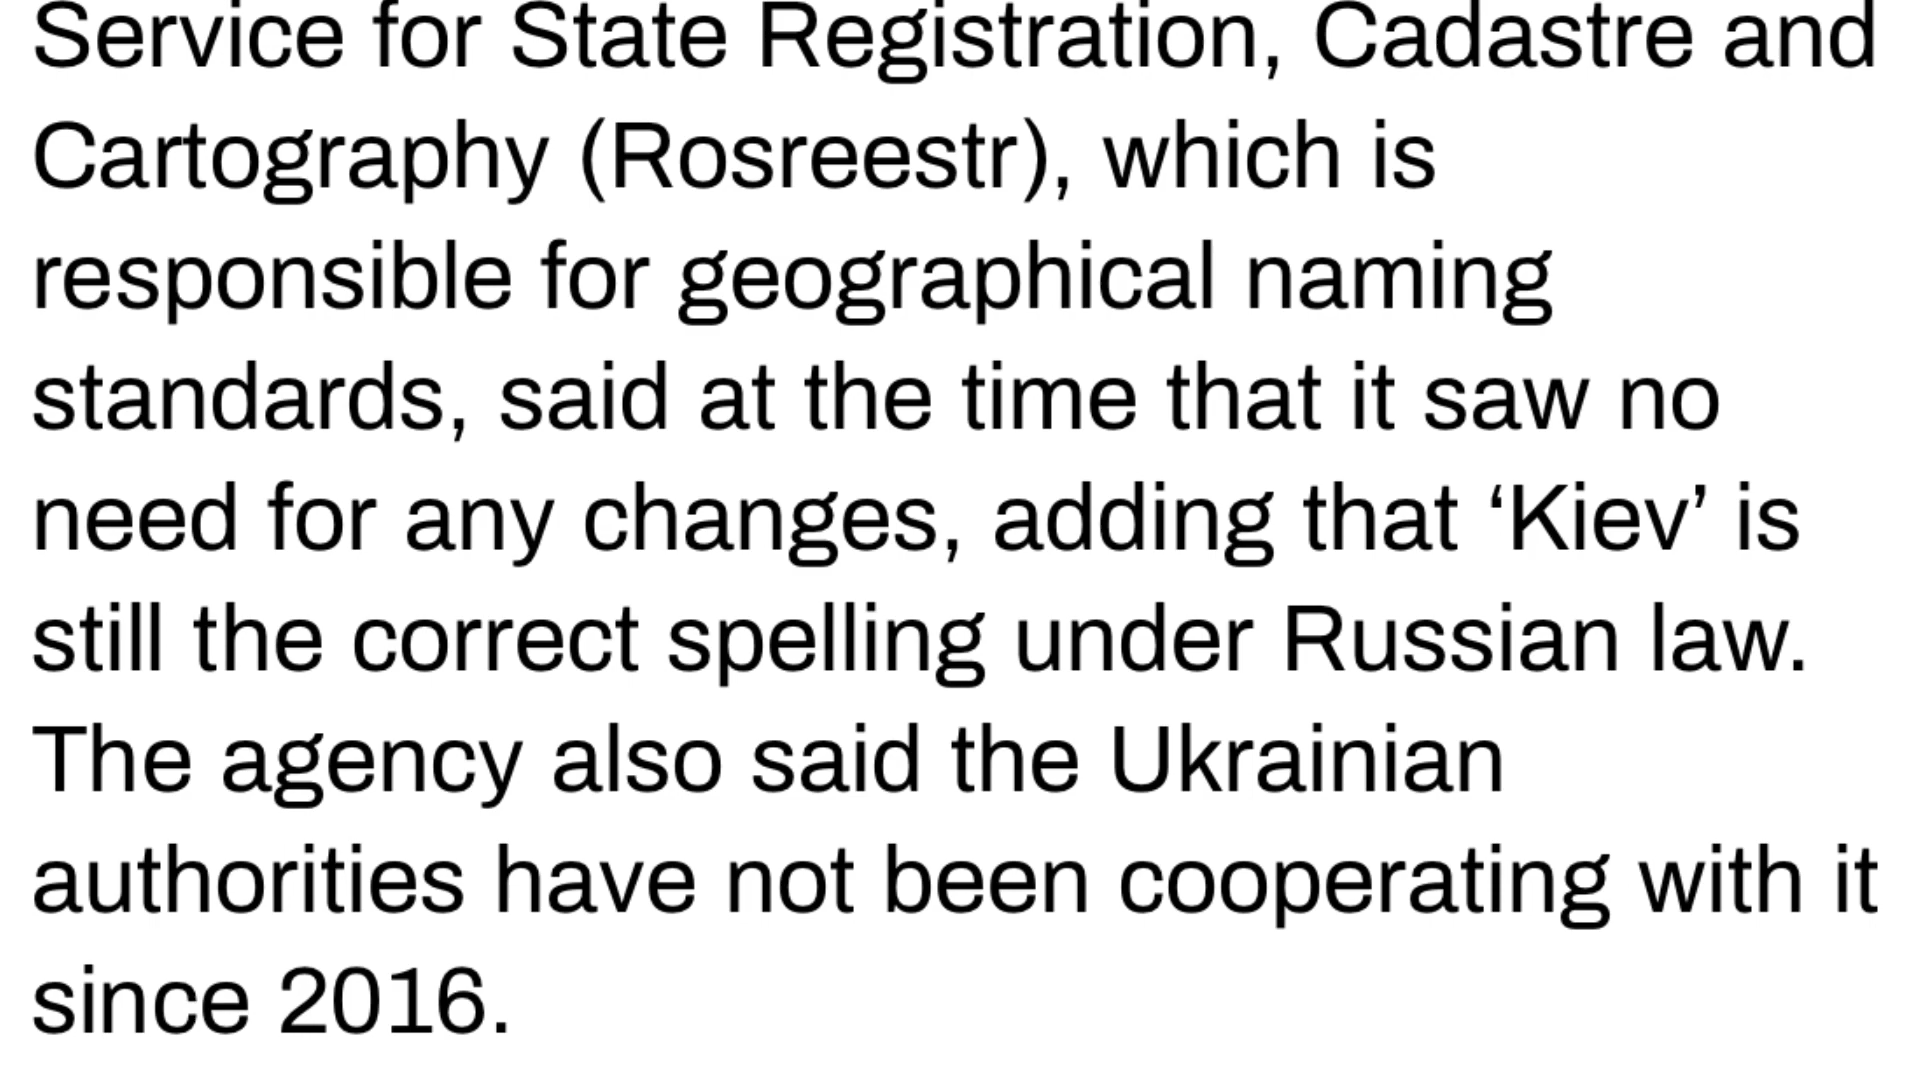 Service for State Registration, Cadastre and
Cartography (Rosreestr), which is
responsible for geographical naming
standards, said at the time that it saw no
need for any changes, adding that ‘Kiev’ is
still the correct spelling under Russian law.
The agency also said the Ukrainian
authorities have not been cooperating with it
since 2016.